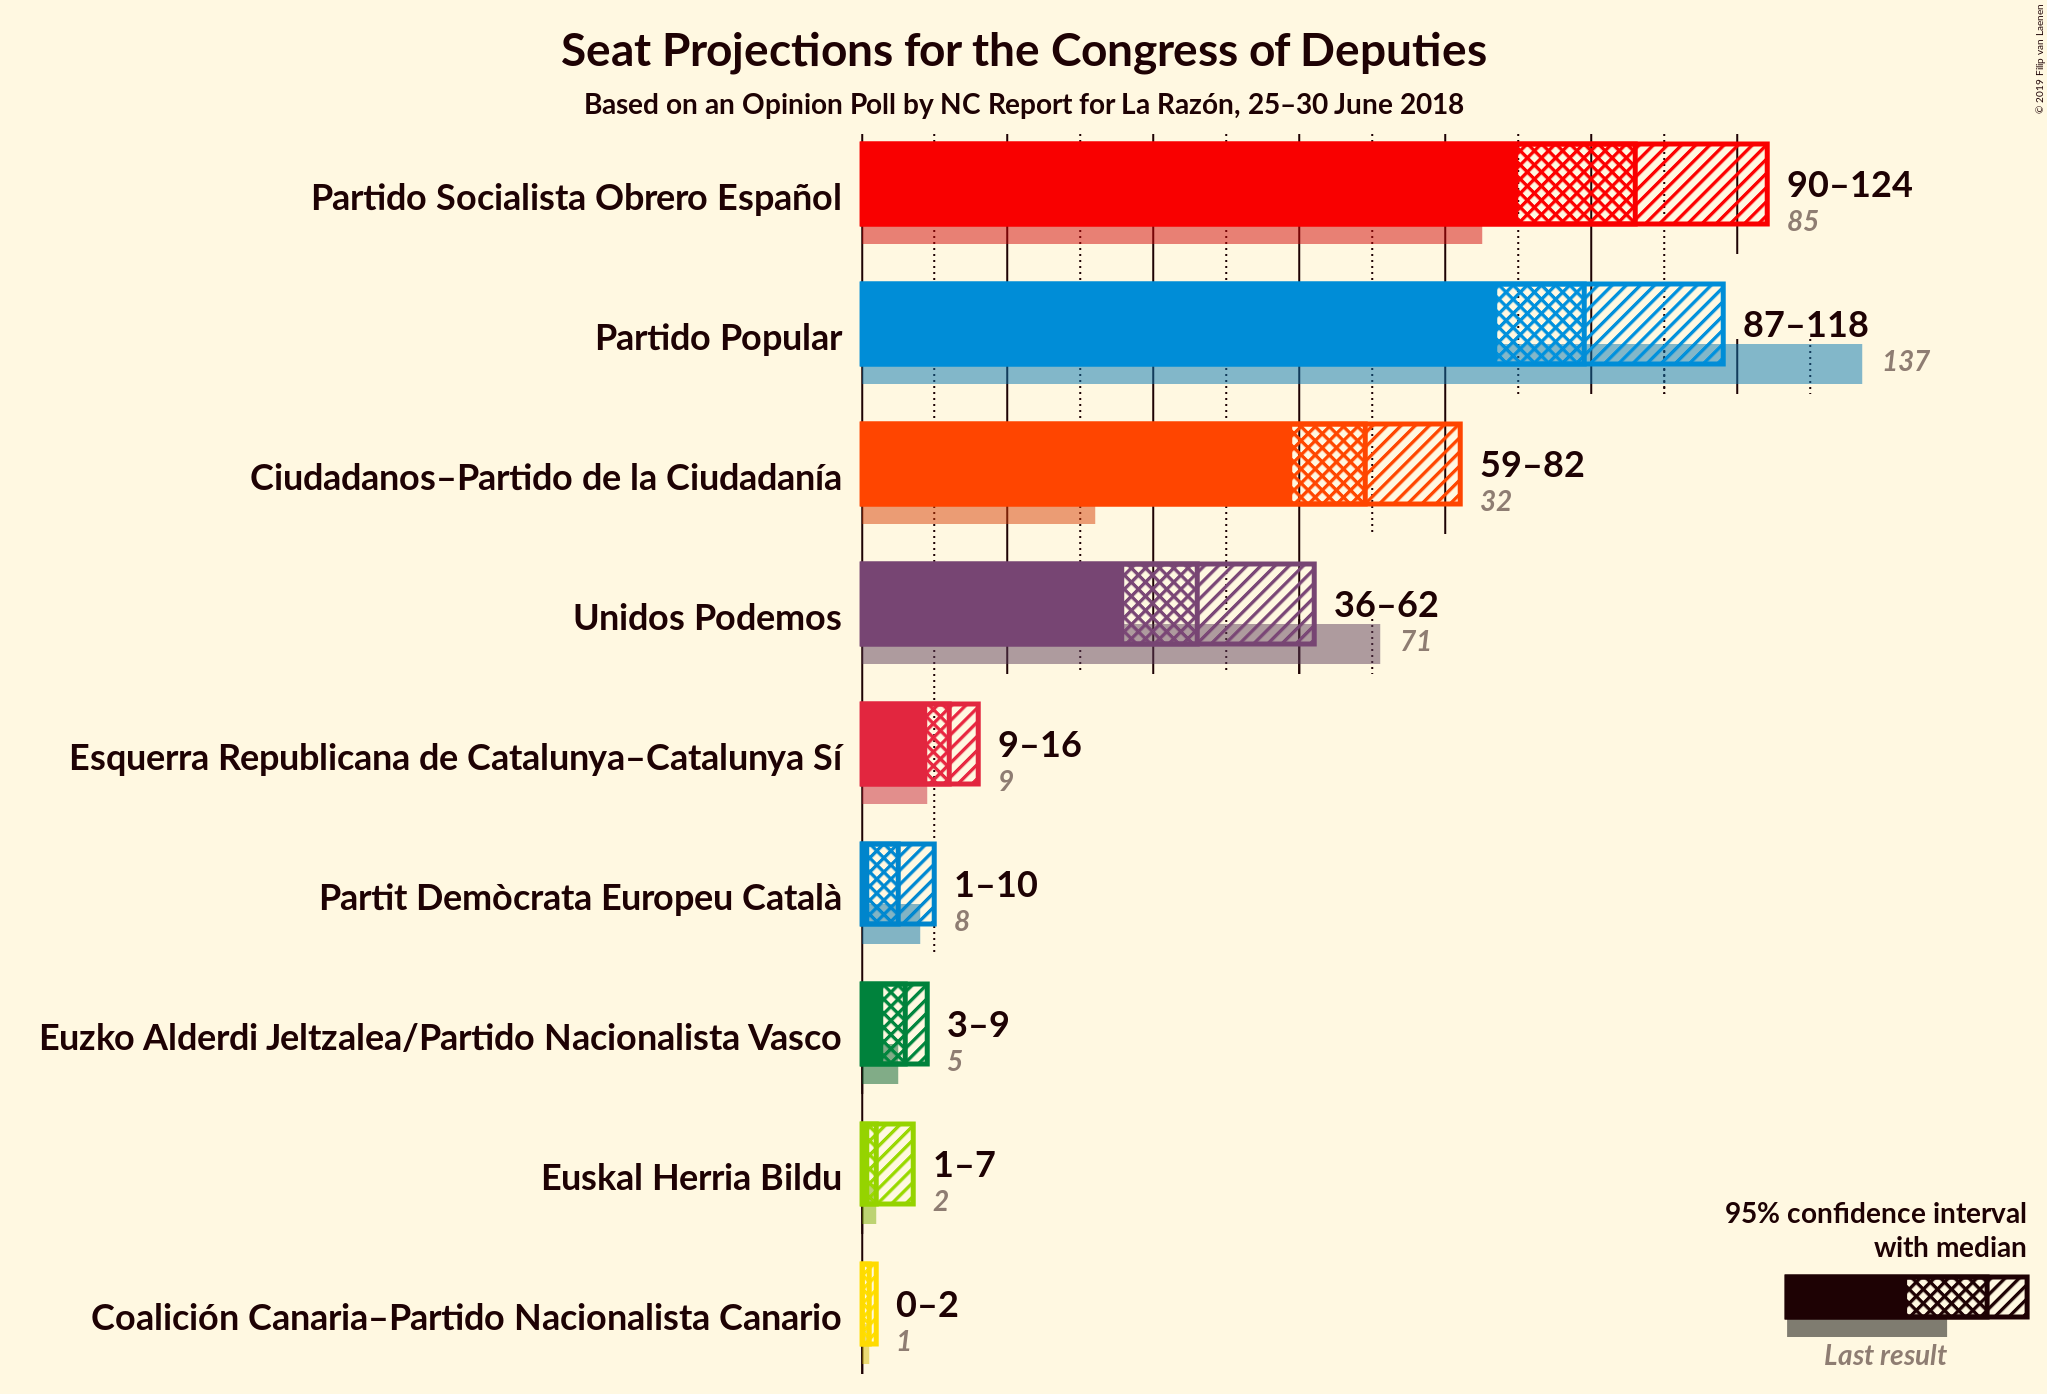 Seat Projections for the Congress of Deputies
Based on an Opinion Poll by NC Report for La Razón, 25–30 June 2018
© 2019 Filip van Laenen
Partido Socialista Obrero Español
90–124
85
Partido Popular
87–118
137
Ciudadanos–Partido de la Ciudadanía
59–82
32
Unidos Podemos
36–62
71
Esquerra Republicana de Catalunya–Catalunya Sí
9–16
9
Partit Demòcrata Europeu Català
1–10
8
Euzko Alderdi Jeltzalea/Partido Nacionalista Vasco
3–9
5
Euskal Herria Bildu
1–7
2
Coalición Canaria–Partido Nacionalista Canario
0–2
1
95% confidence interval
with median
Last result